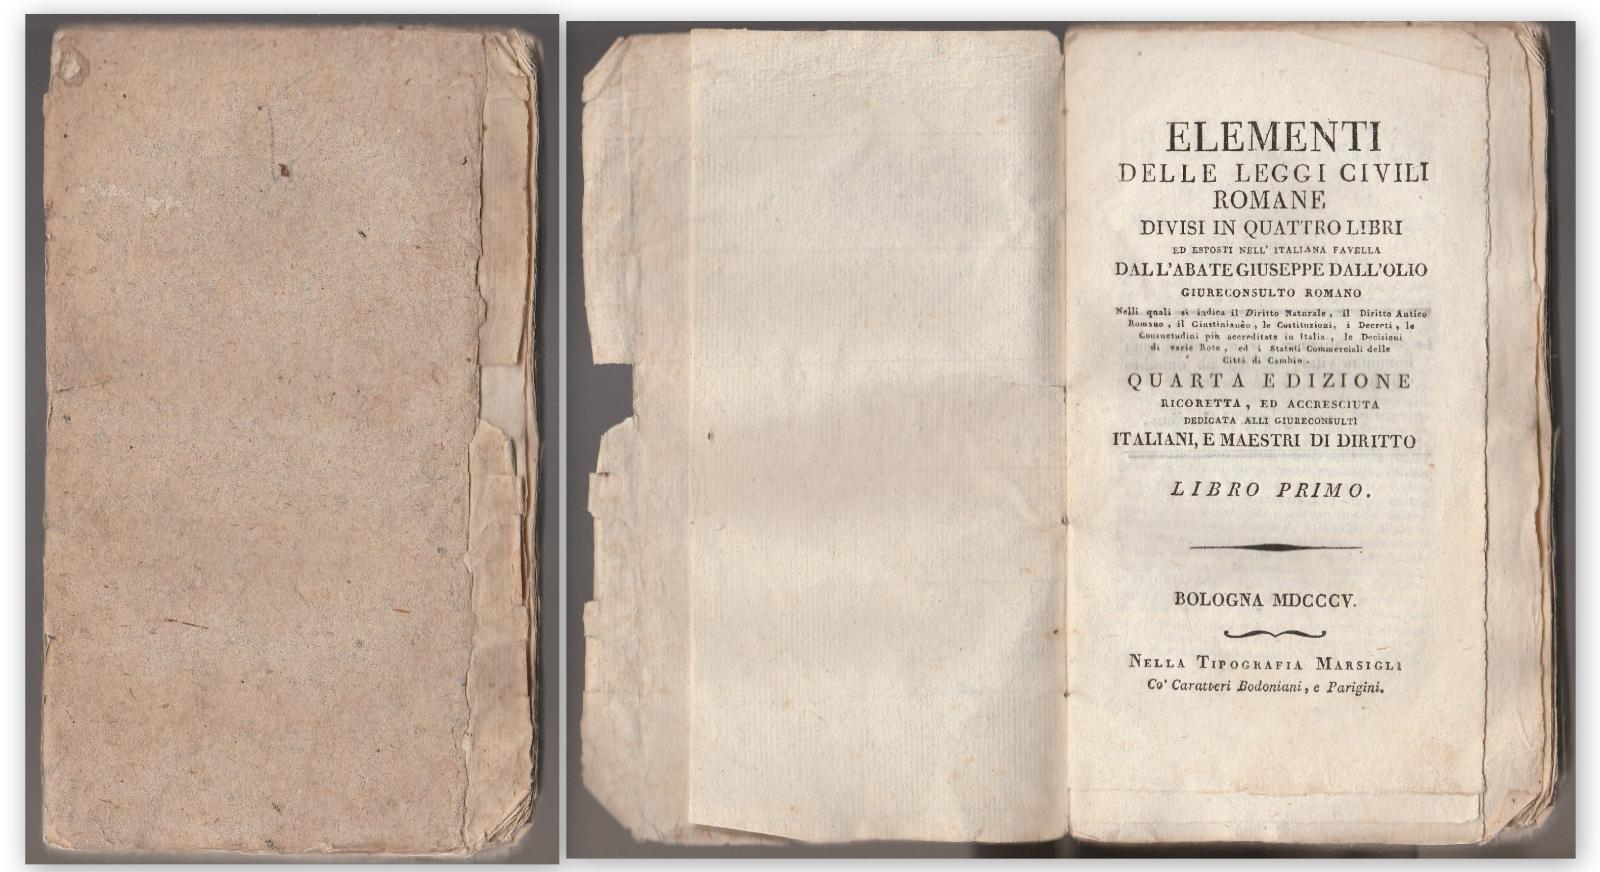 ELEMENTI
DELLE LEGGI CIVILI
ROMANE
DIVISI IN QUATTRO LIBRI
ED ESPOSTI NELL' ITALIANA FAVELLA
DALL'ABATE GIUSEPPE DALL'OLIO
GIURECONSULTO ROMANO
Nelli quali si indica il Diritto Naturale, il Diritto Antico
Romano, il Giustinianèo, le Costituzioni, i Decreti, le
Consuetudini più accreditate in Italia, le Decisioni
di varie Rote, ed i Statuti Commerciali delle
Città di Cambio.
QUARTA EDIZIONE
RICORETTA, ED ACCRESCIUTA
DEDICATA ALLI GIURECONSULTI
ITALIANI, E MAESTRI DI DIRITTO
LIBRO PRIMO.
BOLOGNA MDCCCV.
NELLA TIPOGRAFIA MARSIGLI
Co' Caratteri Bodoniani, e Parigini.